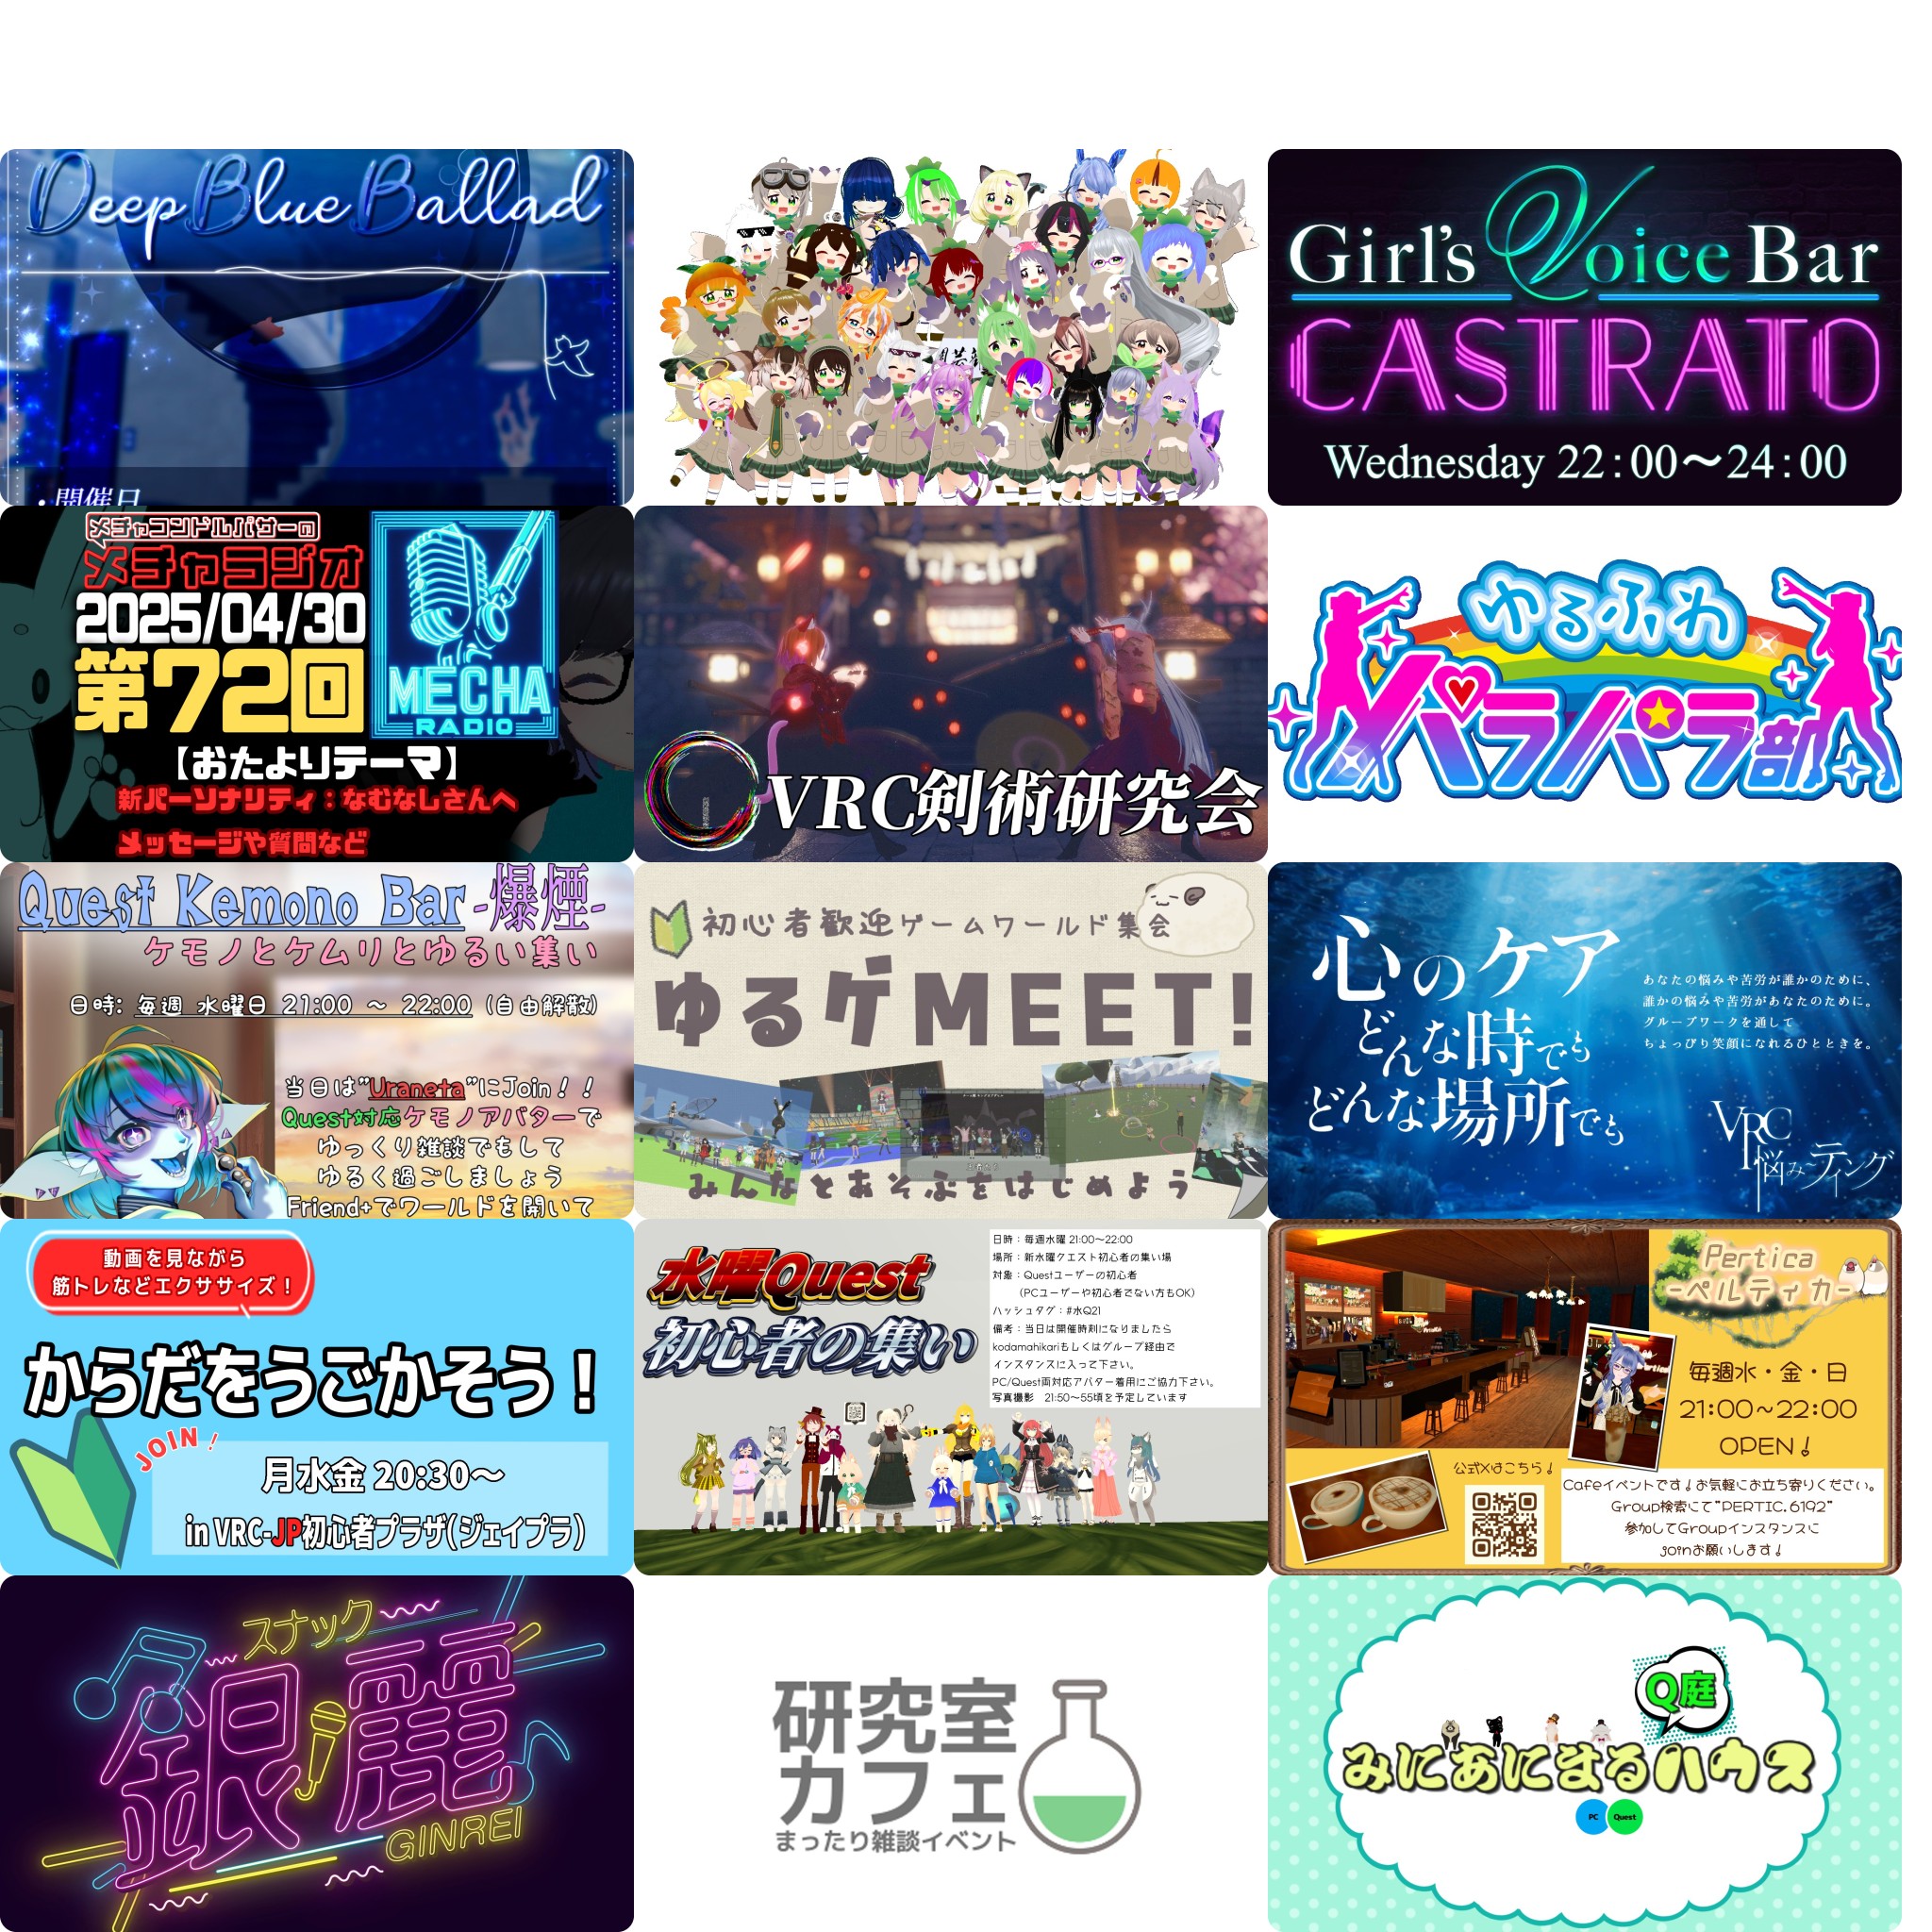 Deep Blue Ballad
・開催日
Girl's Voice Bar
CASTRATO
Wednesday 22:00〜24:00
メチャコンドルパサーの
メチャラジオ
2025/04/30
第72回
MECHA
RADIO
【おたよりテーマ】
新パーソナリティ：なむなしさんへ
メッセージや質問など
VRC剣術研究会
ゆるふわ
パラパラ部
Quest Kemono Bar -爆煙-
ケモノとケムリとゆるい集い
日時: 毎週 水曜日 21:00 〜 22:00 (自由解散)
当日は"Uraneta"にJoin！！
Quest対応ケモノアバターで
ゆっくり雑談でもして
ゆるく過ごしましょう
Friend+でワールドを開いて
初心者歓迎ゲームワールド集会
ゆるゲMEET!
みんなとあそぶをはじめよう
心のケア
どんな時でも
どんな場所でも
あなたの悩みや苦労が誰かのために、
誰かの悩みや苦労があなたのために。
グループワークを通して
ちょっぴり笑顔になれるひとときを。
VRC
悩み〜ティング
動画を見ながら
筋トレなどエクササイズ！
からだをうごかそう！
JOIN！
月水金 20:30〜
in VRC-JP初心者プラザ(ジェイプラ)
水曜Quest
初心者の集い
日時：毎週水曜 21:00〜22:00
場所：新水曜クエスト初心者の集い場
対象：Questユーザーの初心者
(PCユーザーや初心者でない方もOK)
ハッシュタグ：#水Q21
備考：当日は開催時刻になりましたら
kodamahikariもしくはグループ経由で
インスタンスに入って下さい。
PC/Quest両対応アバター着用にご協力下さい。
写真撮影　21:50〜55頃を予定しています
Pertica
-ペルティカ-
毎週水・金・日
21:00〜22:00
OPEN！
公式Xはこちら！
Cafeイベントです！お気軽にお立ち寄りください。
Group検索にて"PERTIC.6192"
参加してGroupインスタンスに
joinお願いします！
スナック
銀麗
GINREI
研究室
カフェ
まったり雑談イベント
Q庭
みにあにまるハウス
PC
Quest